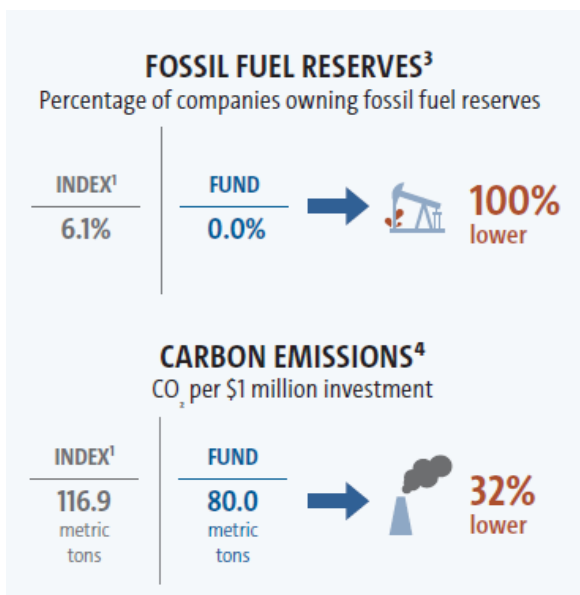 FOSSIL FUEL RESERVES³
Percentage of companies owning fossil fuel reserves
INDEX¹
6.1%
FUND
0.0%
100%
lower
CARBON EMISSIONS⁴
CO₂ per $1 million investment
INDEX¹
116.9
metric
tons
FUND
80.0
metric
tons
32%
lower